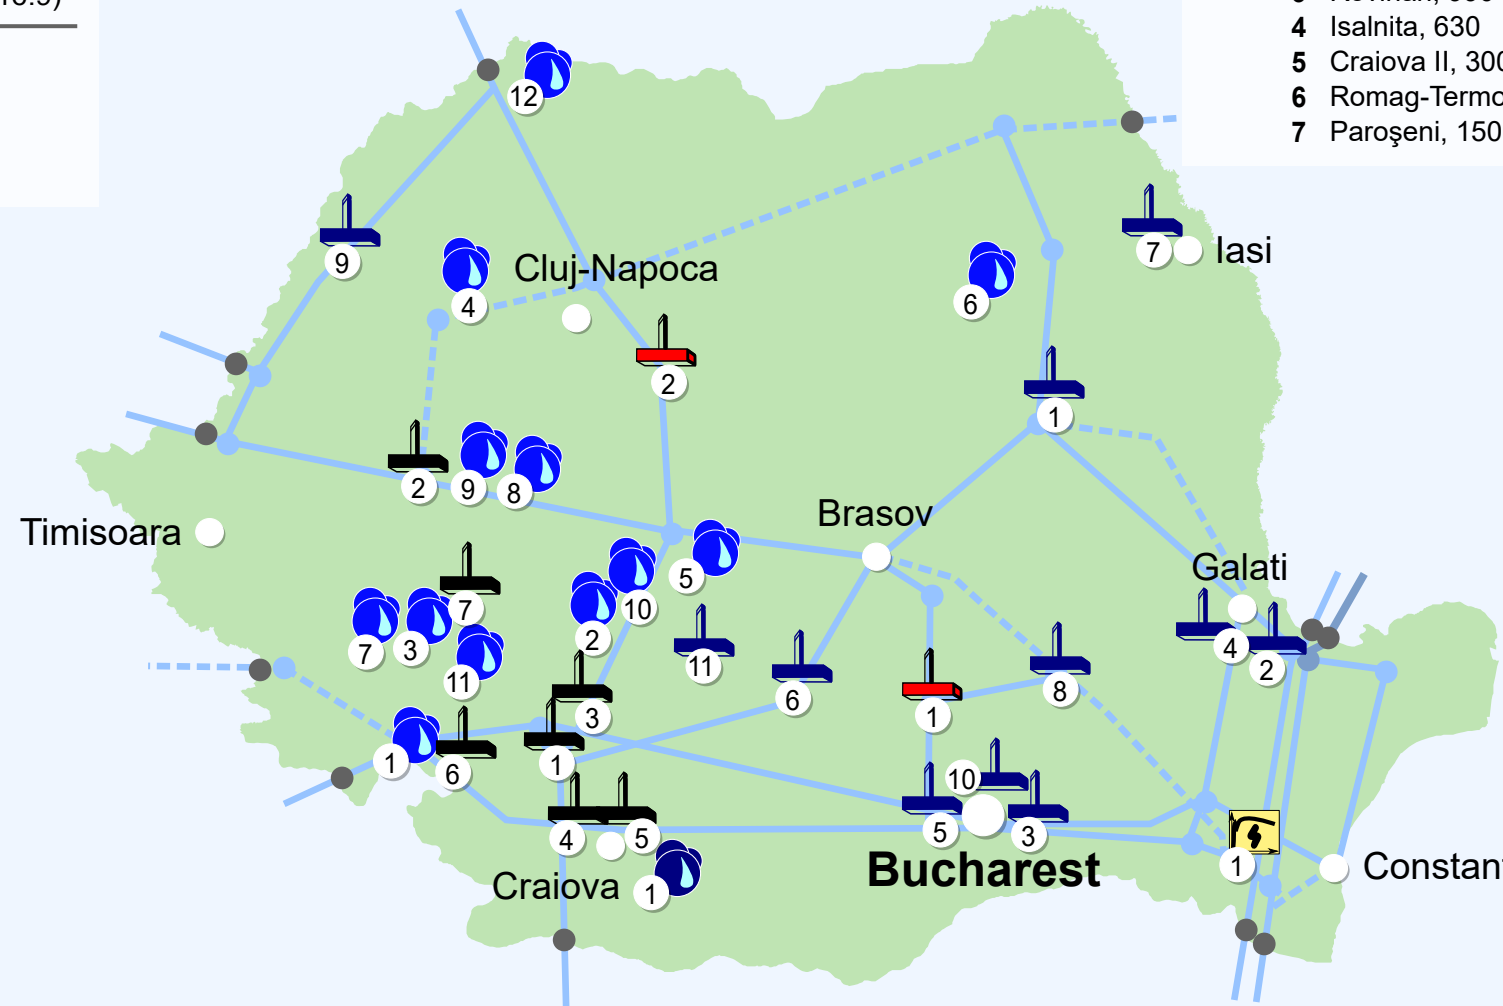 4 Isalnita, 630
5 Craiova II, 300
6 Romag-Termo
7 Paroşeni, 150
12
9
4
Cluj-Napoca
6
7
Iasi
2
1
2
9
8
Timisoara
Brasov
5
Galati
7
10
7
3
2
11
11
6
4
2
8
3
1
1
6
1
10
4
5
5
3
1
Bucharest
Constant
Craiova
1